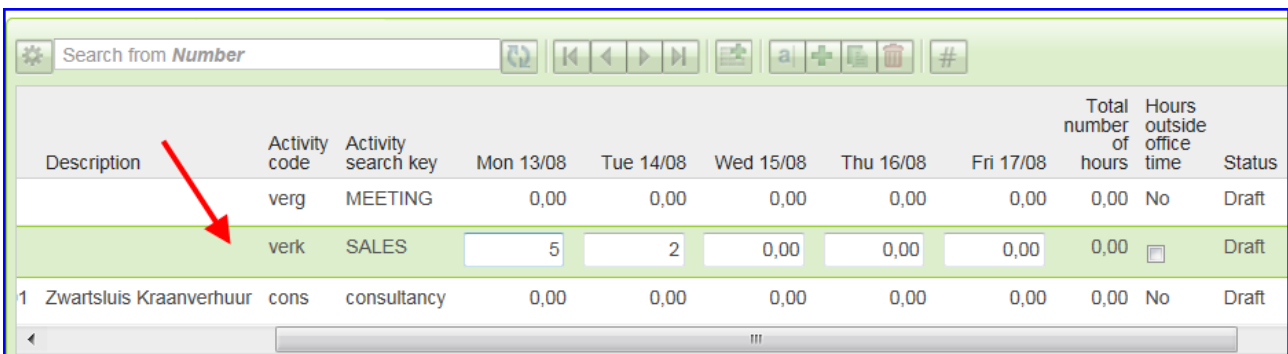 Search from Number
a
#
Description Activity code Activity search key Mon 13/08 Tue 14/08 Wed 15/08 Thu 16/08 Fri 17/08 Total number of hours Hours outside office time Status
verg MEETING 0,00 0,00 0,00 0,00 0,00 0,00 No Draft
verk SALES 5 2 0,00 0,00 0,00 0,00 Draft
1 Zwartsluis Kraanverhuur cons consultancy 0,00 0,00 0,00 0,00 0,00 0,00 No Draft